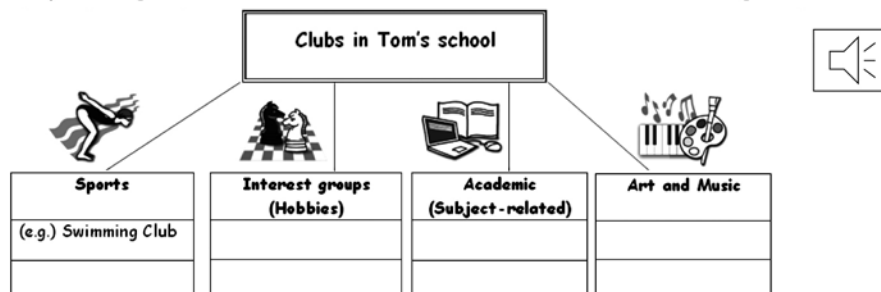 Clubs in Tom's school
Sports
Interest groups
(Hobbies)
Academic
(Subject-related)
Art and Music
(e.g.) Swimming Club